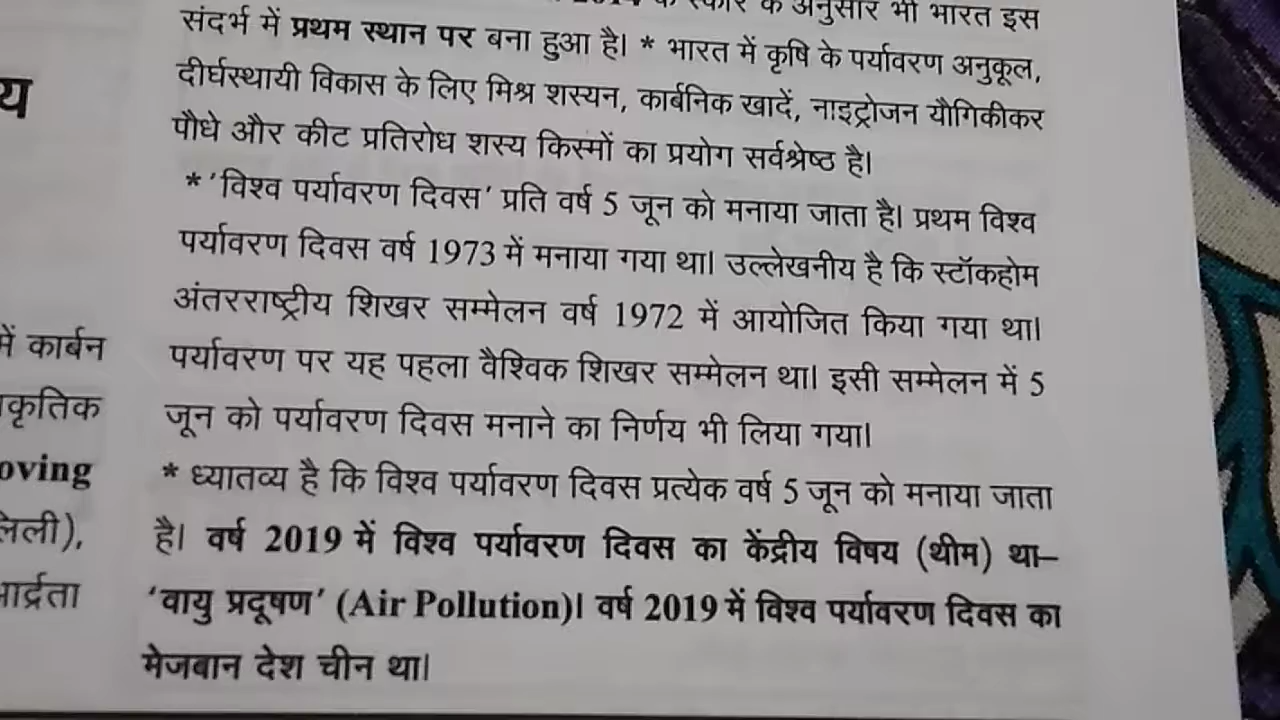 के अनुसार भी भारत इस
संदर्भ में प्रथम स्थान पर बना हुआ है। * भारत में कृषि के पर्यावरण अनुकूल,
दीर्घस्थायी विकास के लिए मिश्र शस्यन, कार्बनिक खादें, नाइट्रोजन यौगिकीकर
पौधे और कीट प्रतिरोध शस्य किस्मों का प्रयोग सर्वश्रेष्ठ है।
*'विश्व पर्यावरण दिवस' प्रति वर्ष 5 जून को मनाया जाता है। प्रथम विश्व
पर्यावरण दिवस वर्ष 1973 में मनाया गया था। उल्लेखनीय है कि स्टॉकहोम
अंतरराष्ट्रीय शिखर सम्मेलन वर्ष 1972 में आयोजित किया गया था।
पर्यावरण पर यह पहला वैश्विक शिखर सम्मेलन था। इसी सम्मेलन में 5
जून को पर्यावरण दिवस मनाने का निर्णय भी लिया गया।
* ध्यातव्य है कि विश्व पर्यावरण दिवस प्रत्येक वर्ष 5 जून को मनाया जाता
है। वर्ष 2019 में विश्व पर्यावरण दिवस का केंद्रीय विषय (थीम) था–
'वायु प्रदूषण' (Air Pollution)। वर्ष 2019 में विश्व पर्यावरण दिवस का
मेजबान देश चीन था।
य
में कार्बन
कृतिक
oving
लिली),
आर्द्रता